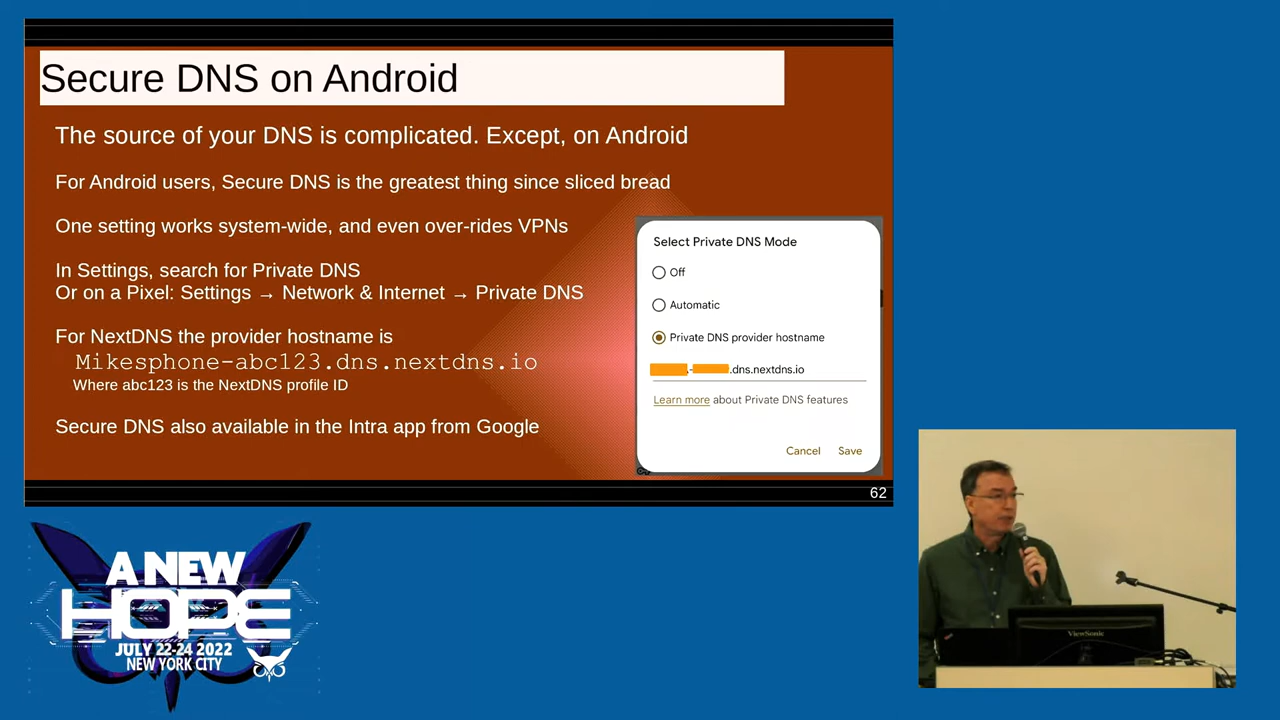 Secure DNS on Android
The source of your DNS is complicated. Except, on Android
For Android users, Secure DNS is the greatest thing since sliced bread
One setting works system-wide, and even over-rides VPNs
In Settings, search for Private DNS
Or on a Pixel: Settings → Network & Internet → Private DNS
For NextDNS the provider hostname is
Mikesphone-abc123.dns.nextdns.io
Where abc123 is the NextDNS profile ID
Secure DNS also available in the Intra app from Google
Select Private DNS Mode
Off
Automatic
Private DNS provider hostname
-.dns.nextdns.io
Learn more about Private DNS features
Cancel Save
62
A NEW
HOPE
JULY 22-24 2022
NEW YORK CITY
ViewSonic